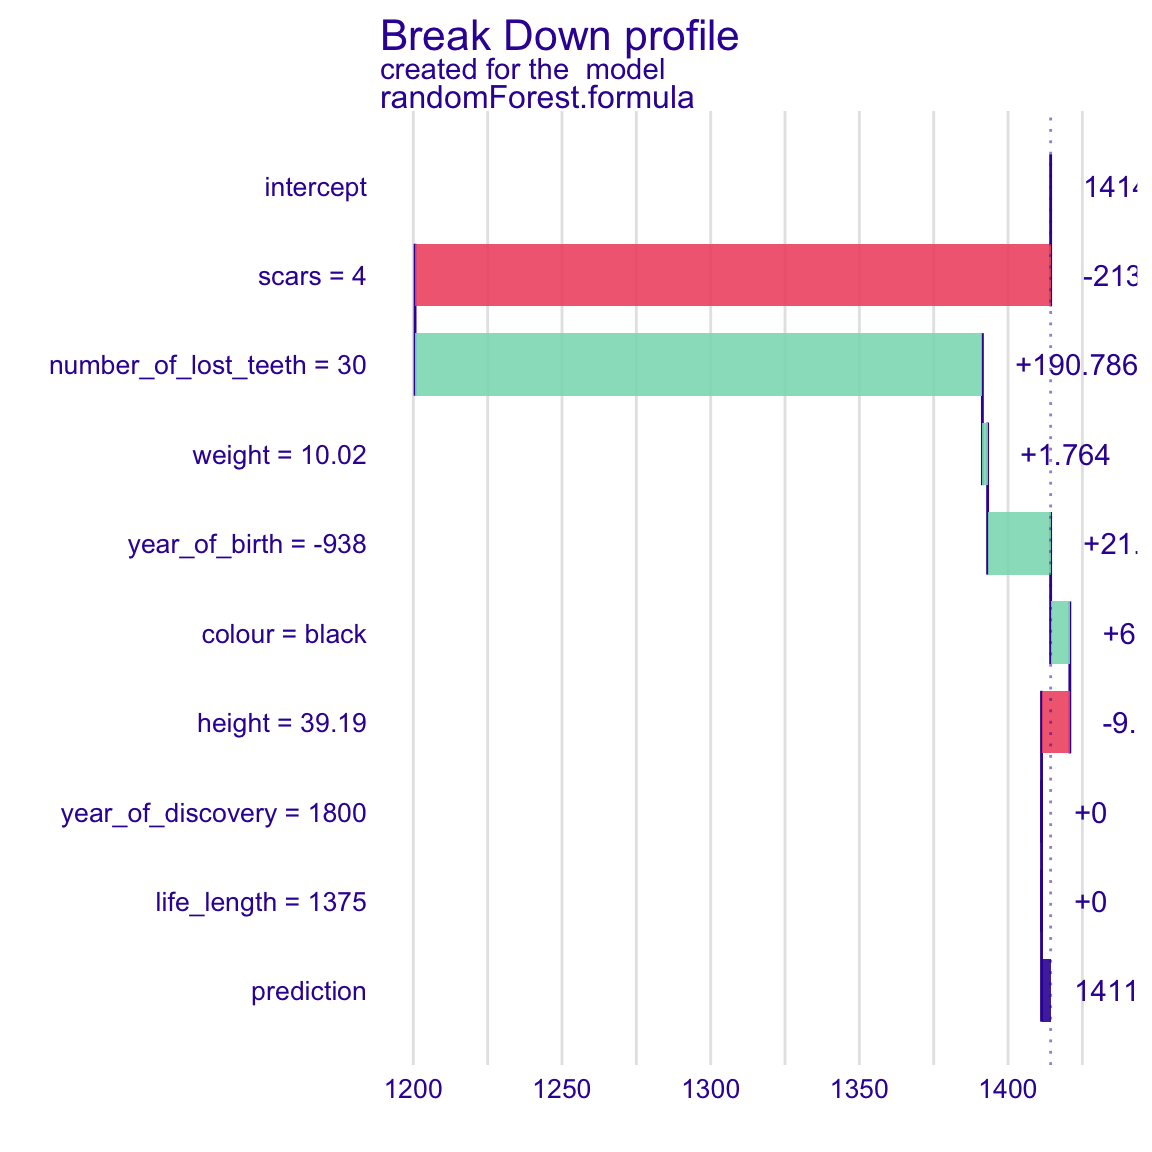 Break Down profile
created for the  model
randomForest.formula
intercept 1414
scars = 4 -213
number_of_lost_teeth = 30 +190.786
weight = 10.02 +1.764
year_of_birth = -938 +21.
colour = black +6
height = 39.19 -9.
year_of_discovery = 1800 +0
life_length = 1375 +0
prediction 1411
1200 1250 1300 1350 1400